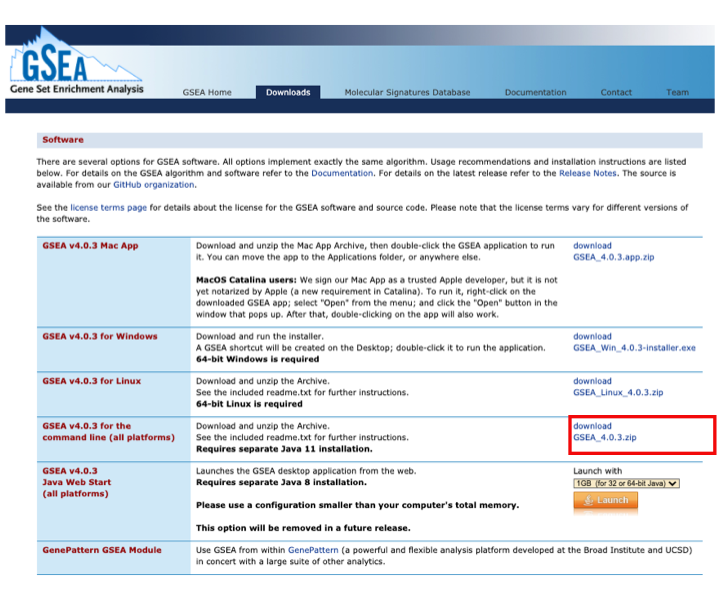 GSEA
Gene Set Enrichment Analysis
GSEA Home Downloads Molecular Signatures Database Documentation Contact Team
Software
There are several options for GSEA software. All options implement exactly the same algorithm. Usage recommendations and installation instructions are listed
below. For details on the GSEA algorithm and software refer to the Documentation. For details on the latest release refer to the Release Notes. The source is
available from our GitHub organization.
See the license terms page for details about the license for the GSEA software and source code. Please note that the license terms vary for different versions of
the software.
GSEA v4.0.3 Mac App
Download and unzip the Mac App Archive, then double-click the GSEA application to run
it. You can move the app to the Applications folder, or anywhere else.
MacOS Catalina users: We sign our Mac App as a trusted Apple developer, but it is not
yet notarized by Apple (a new requirement in Catalina). To run it, right-click on the
downloaded GSEA app; select "Open" from the menu; and click the "Open" button in the
window that pops up. After that, double-clicking on the app will also work.
download
GSEA_4.0.3.app.zip
GSEA v4.0.3 for Windows
Download and run the installer.
A GSEA shortcut will be created on the Desktop; double-click it to run the application.
64-bit Windows is required
download
GSEA_Win_4.0.3-installer.exe
GSEA v4.0.3 for Linux
Download and unzip the Archive.
See the included readme.txt for further instructions.
64-bit Linux is required
download
GSEA_Linux_4.0.3.zip
GSEA v4.0.3 for the
command line (all platforms)
Download and unzip the Archive.
See the included readme.txt for further instructions.
Requires separate Java 11 installation.
download
GSEA_4.0.3.zip
GSEA v4.0.3
Java Web Start
(all platforms)
Launches the GSEA desktop application from the web.
Requires separate Java 8 installation.
Please use a configuration smaller than your computer's total memory.
This option will be removed in a future release.
Launch with
1GB (for 32 or 64-bit Java)
Launch
GenePattern GSEA Module
Use GSEA from within GenePattern (a powerful and flexible analysis platform developed at the Broad Institute and UCSD)
in concert with a large suite of other analytics.